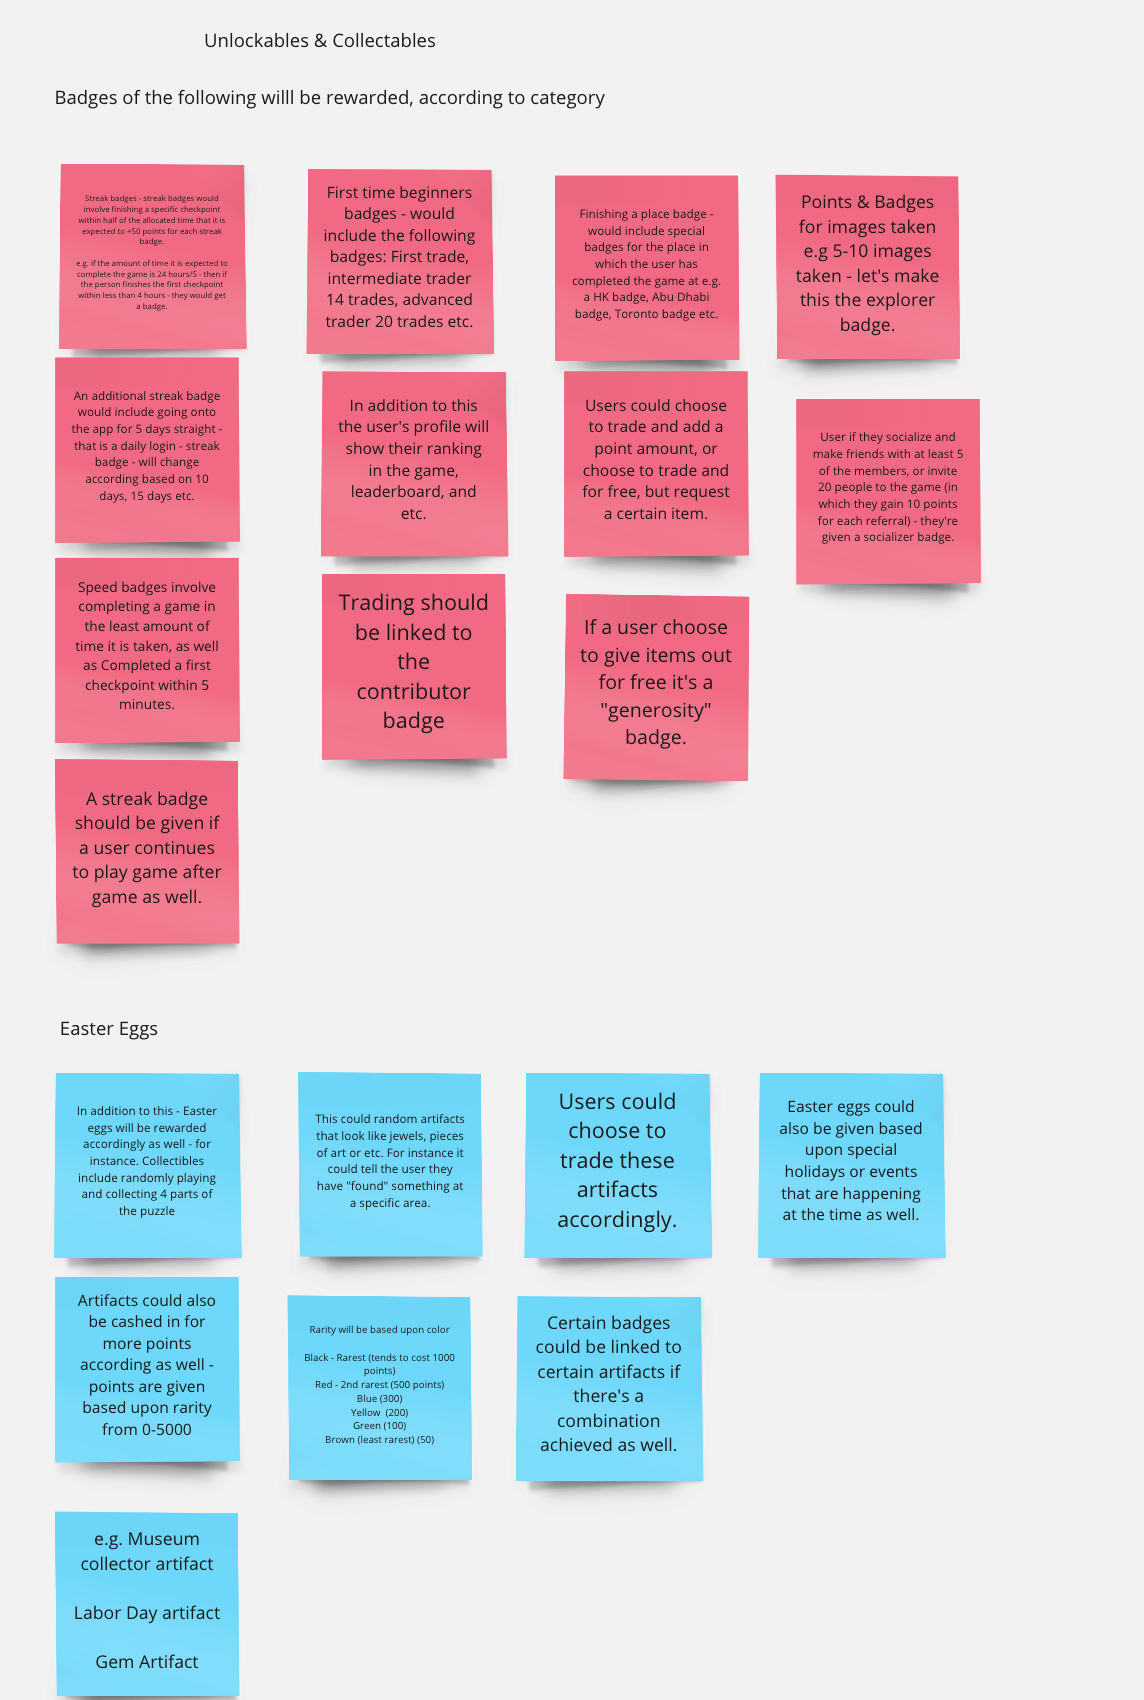 Unlockables & Collectables
Badges of the following willl be rewarded, according to category
Streak badges - streak badges would
involve finishing a specific checkpoint
within half of the allocated time that it is
expected to +50 points for each streak
badge.
e.g. if the amount of time it is expected to
complete the game is 24 hours/5 - then if
the person finishes the first checkpoint
within less than 4 hours - they would get
a badge.
First time beginners
badges - would
include the following
badges: First trade,
intermediate trader
14 trades, advanced
trader 20 trades etc.
Finishing a place badge -
would include special
badges for the place in
which the user has
completed the game at e.g.
a HK badge, Abu Dhabi
badge, Toronto badge etc.
Points & Badges
for images taken
e.g 5-10 images
taken - let's make
this the explorer
badge.
An additional streak badge
would include going onto
the app for 5 days straight -
that is a daily login - streak
badge - will change
according based on 10
days, 15 days etc.
In addition to this
the user's profile will
show their ranking
in the game,
leaderboard, and
etc.
Users could choose
to trade and add a
point amount, or
choose to trade and
for free, but request
a certain item.
User if they socialize and
make friends with at least 5
of the members, or invite
20 people to the game (in
which they gain 10 points
for each referral) - they're
given a socializer badge.
Speed badges involve
completing a game in
the least amount of
time it is taken, as well
as Completed a first
checkpoint within 5
minutes.
Trading should
be linked to
the
contributor
badge
If a user choose
to give items out
for free it's a
"generosity"
badge.
A streak badge
should be given if
a user continues
to play game after
game as well.
Easter Eggs
In addition to this - Easter
eggs will be rewarded
accordingly as well - for
instance. Collectibles
include randomly playing
and collecting 4 parts of
the puzzle
This could random artifacts
that look like jewels, pieces
of art or etc. For instance it
could tell the user they
have "found" something at
a specific area.
Users could
choose to
trade these
artifacts
accordingly.
Easter eggs could
also be given based
upon special
holidays or events
that are happening
at the time as well.
Artifacts could also
be cashed in for
more points
according as well -
points are given
based upon rarity
from 0-5000
Rarity will be based upon color
Black - Rarest (tends to cost 1000
points)
Red - 2nd rarest (500 points)
Blue (300)
Yellow (200)
Green (100)
Brown (least rarest) (50)
Certain badges
could be linked to
certain artifacts if
there's a
combination
achieved as well.
e.g. Museum
collector artifact
Labor Day artifact
Gem Artifact